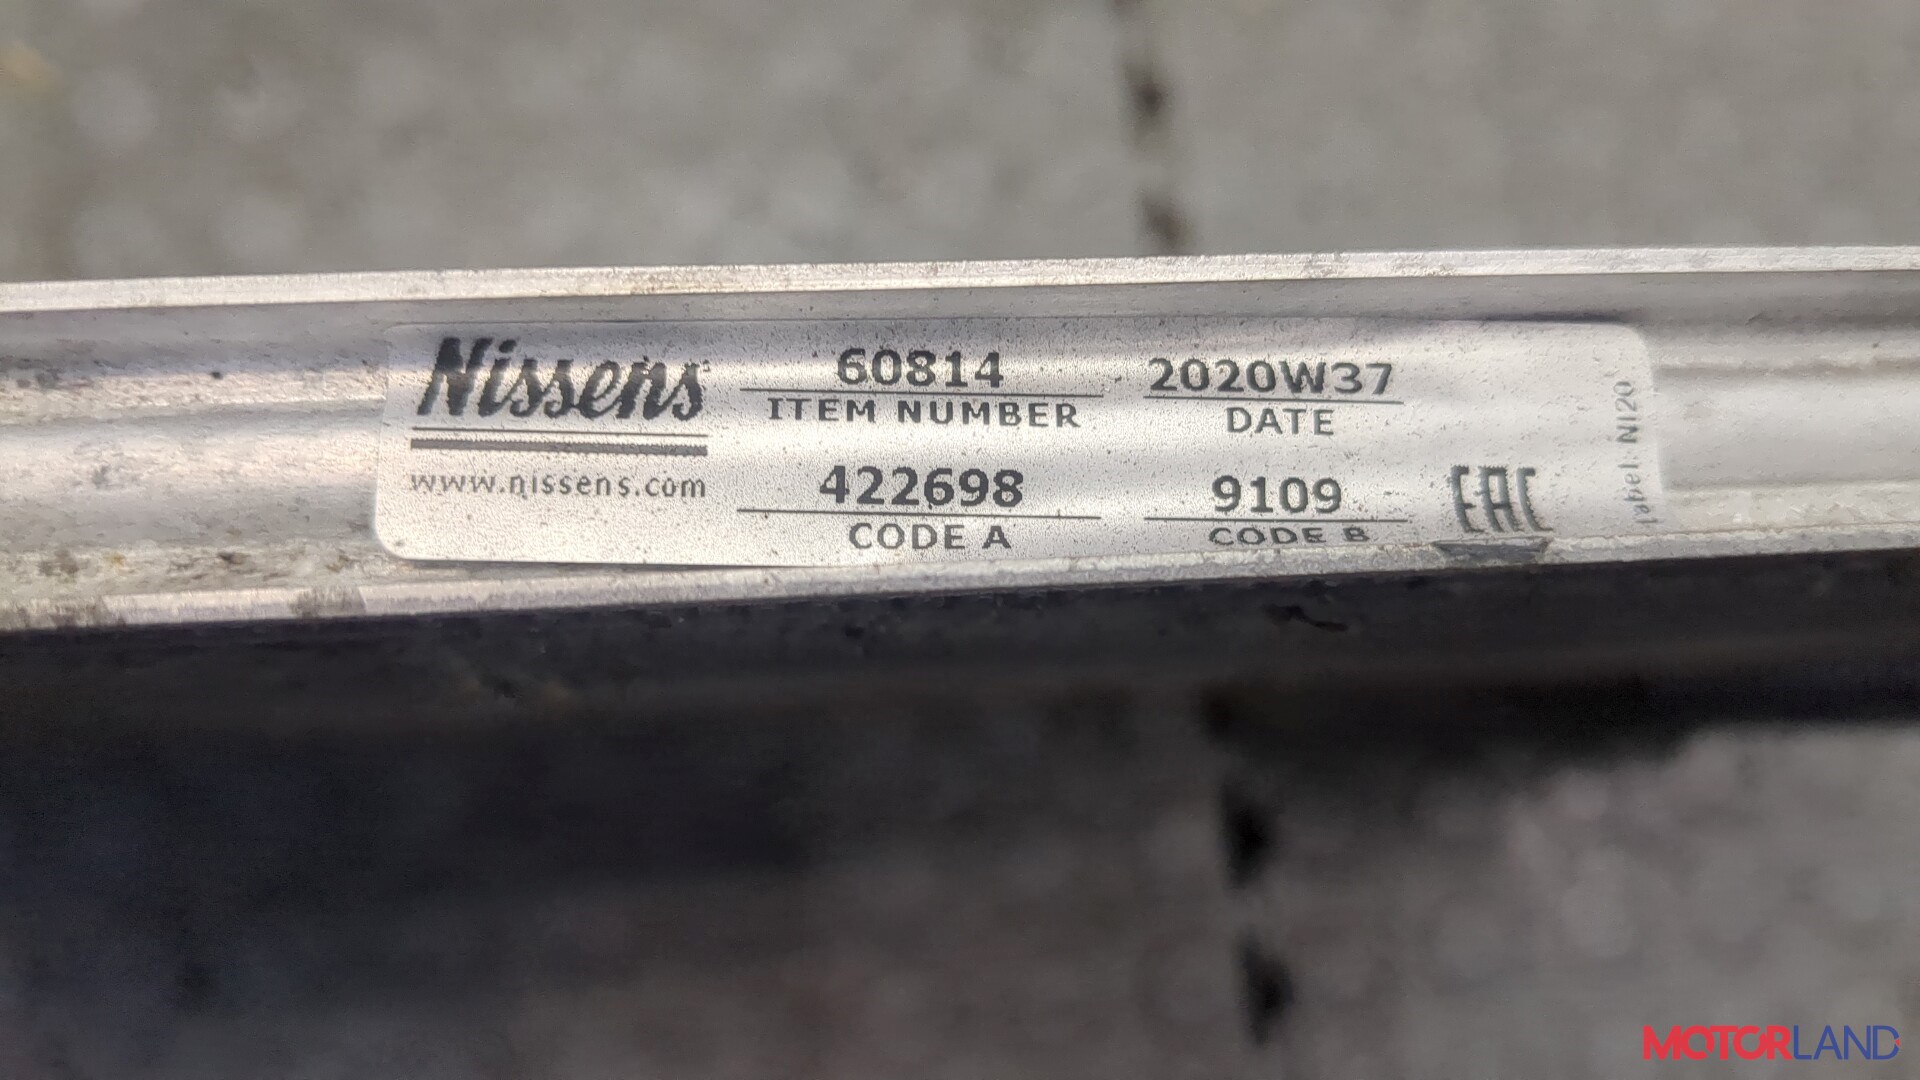 Nissens
www.nissens.com
60814
ITEM NUMBER
2020W37
DATE
422698
CODE A
9109
CODE B
EAC
label:NI20
MOTORLAND